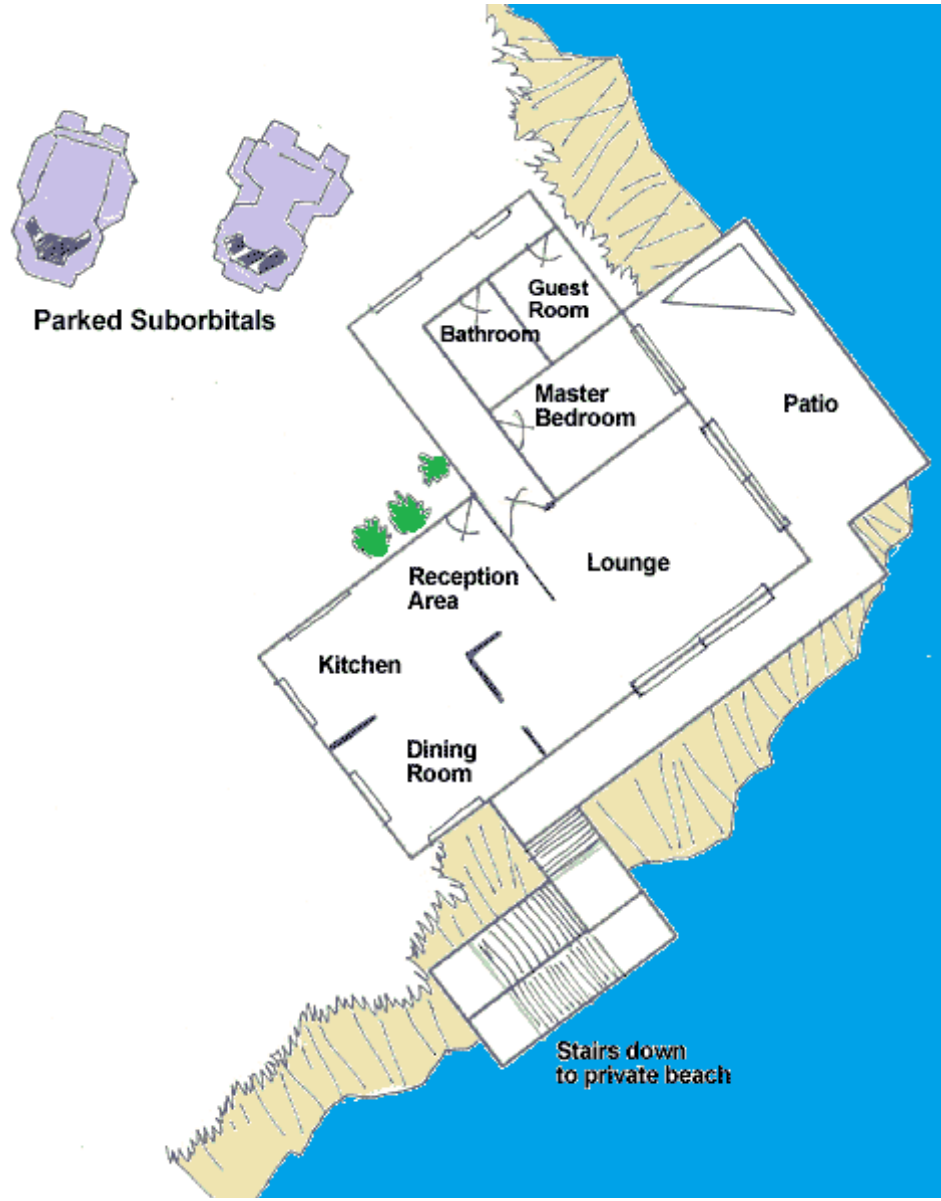 Parked Suborbitals
Guest
Room
Bathroom
Master
Bedroom
Patio
Lounge
Reception
Area
Kitchen
Dining
Room
Stairs down
to private beach